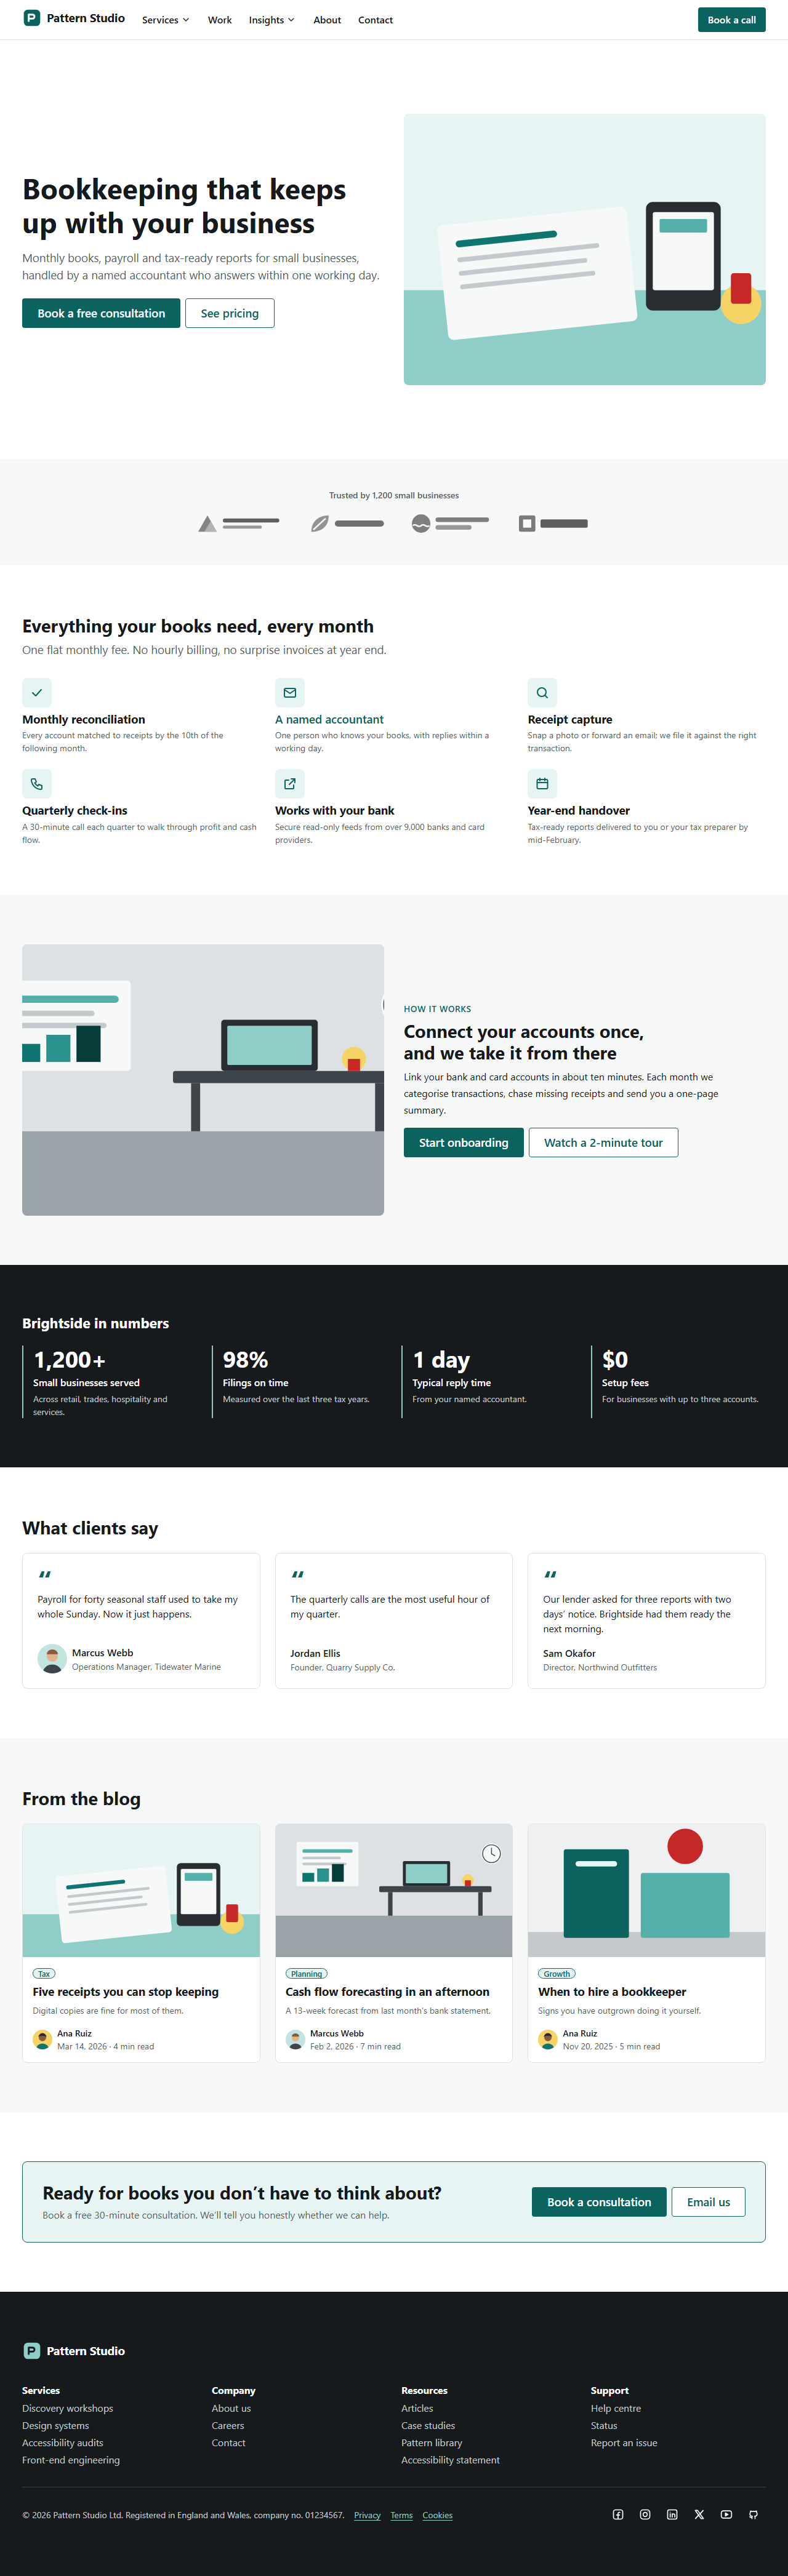 Pattern Studio
Services
Work
Insights
About
Contact
Book a call
Bookkeeping that keeps
up with your business
Monthly books, payroll and tax-ready reports for small businesses,
handled by a named accountant who answers within one working day.
Book a free consultation
See pricing
Trusted by 1,200 small businesses
Everything your books need, every month
One flat monthly fee. No hourly billing, no surprise invoices at year end.
Monthly reconciliation
Every account matched to receipts by the 10th of the
following month.
A named accountant
One person who knows your books, with replies within a
working day.
Receipt capture
Snap a photo or forward an email; we file it against the right
transaction.
Quarterly check-ins
A 30-minute call each quarter to walk through profit and cash
flow.
Works with your bank
Secure read-only feeds from over 9,000 banks and card
providers.
Year-end handover
Tax-ready reports delivered to you or your tax preparer by
mid-February.
HOW IT WORKS
Connect your accounts once,
and we take it from there
Link your bank and card accounts in about ten minutes. Each month we
categorise transactions, chase missing receipts and send you a one-page
summary.
Start onboarding
Watch a 2-minute tour
Brightside in numbers
1,200+
Small businesses served
Across retail, trades, hospitality and
services.
98%
Filings on time
Measured over the last three tax years.
1 day
Typical reply time
From your named accountant.
$0
Setup fees
For businesses with up to three accounts.
What clients say
“
Payroll for forty seasonal staff used to take my
whole Sunday. Now it just happens.
Marcus Webb
Operations Manager, Tidewater Marine
“
The quarterly calls are the most useful hour of
my quarter.
Jordan Ellis
Founder, Quarry Supply Co.
“
Our lender asked for three reports with two
days’ notice. Brightside had them ready the
next morning.
Sam Okafor
Director, Northwind Outfitters
From the blog
Tax
Five receipts you can stop keeping
Digital copies are fine for most of them.
Ana Ruiz
Mar 14, 2026 · 4 min read
Planning
Cash flow forecasting in an afternoon
A 13-week forecast from last month’s bank statement.
Marcus Webb
Feb 2, 2026 · 7 min read
Growth
When to hire a bookkeeper
Signs you have outgrown doing it yourself.
Ana Ruiz
Nov 20, 2025 · 5 min read
Ready for books you don’t have to think about?
Book a free 30-minute consultation. We’ll tell you honestly whether we can help.
Book a consultation
Email us
Pattern Studio
Services
Discovery workshops
Design systems
Accessibility audits
Front-end engineering
Company
About us
Careers
Contact
Resources
Articles
Case studies
Pattern library
Accessibility statement
Support
Help centre
Status
Report an issue
© 2026 Pattern Studio Ltd. Registered in England and Wales, company no. 01234567.
Privacy
Terms
Cookies